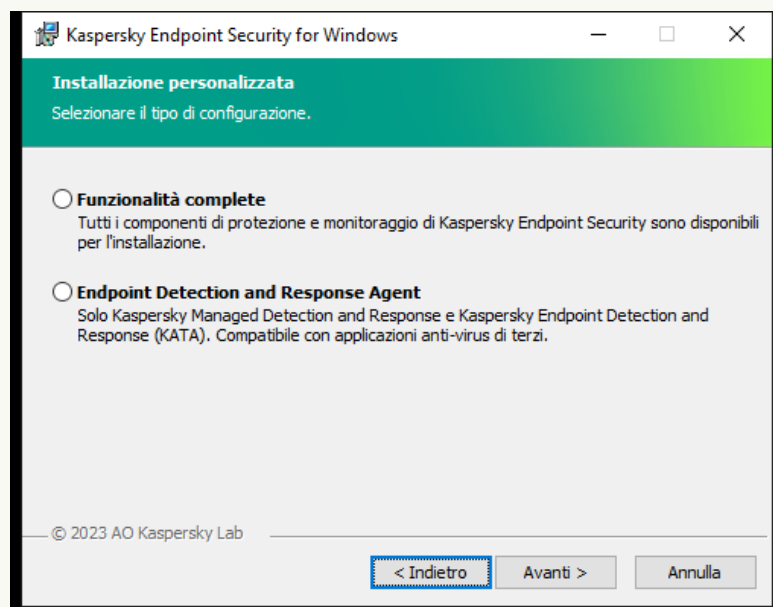 Kaspersky Endpoint Security for Windows
Installazione personalizzata
Selezionare il tipo di configurazione.
Funzionalità complete
Tutti i componenti di protezione e monitoraggio di Kaspersky Endpoint Security sono disponibili
per l'installazione.
Endpoint Detection and Response Agent
Solo Kaspersky Managed Detection and Response e Kaspersky Endpoint Detection and
Response (KATA). Compatibile con applicazioni anti-virus di terzi.
© 2023 AO Kaspersky Lab
< Indietro
Avanti >
Annulla